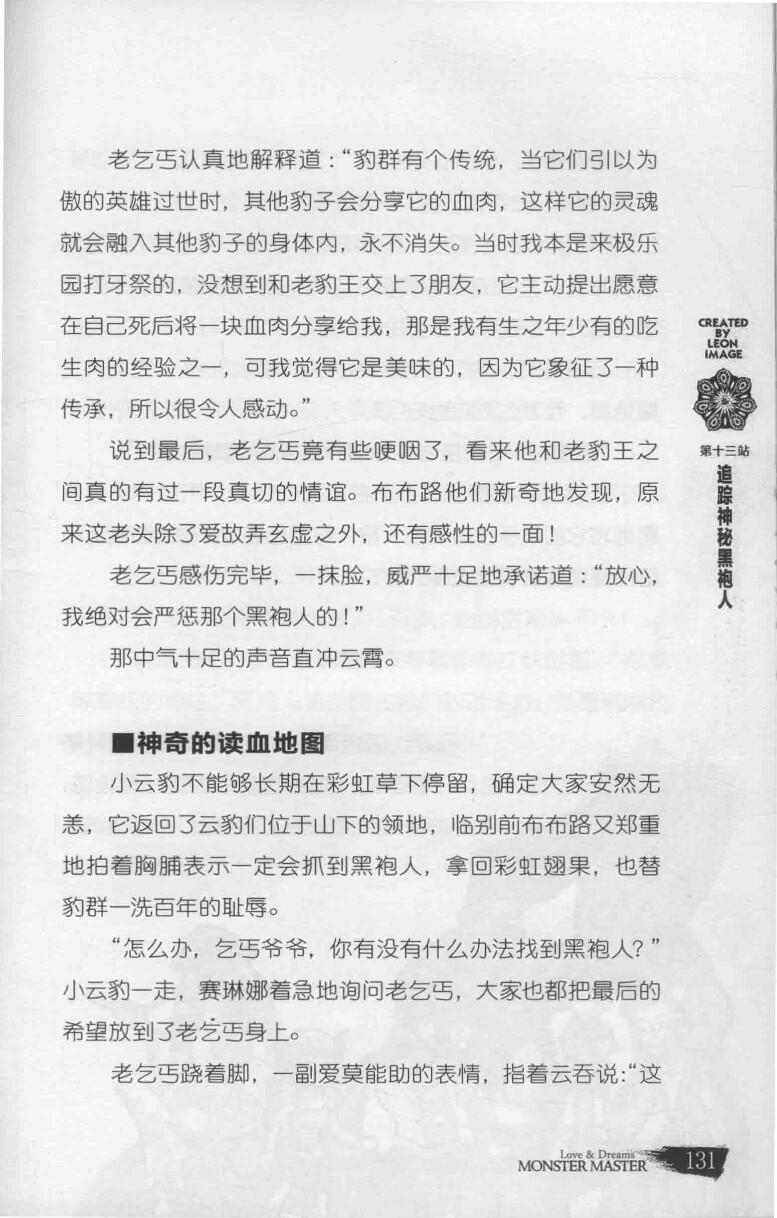 老乞丐认真地解释道：“豹群有个传统，当它们引以为
傲的英雄过世时，其他豹子会分享它的血肉，这样它的灵魂
就会融入其他豹子的身体内，永不消失。当时我本是来极乐
园打牙祭的，没想到和老豹王交上了朋友，它主动提出愿意
在自己死后将一块血肉分享给我，那是我有生之年少有的吃
生肉的经验之一，可我觉得它是美味的，因为它象征了一种
传承，所以很令人感动。”
说到最后，老乞丐竟有些哽咽了，看来他和老豹王之
间真的有过一段真切的情谊。布布路他们新奇地发现，原
来这老头除了爱故弄玄虚之外，还有感性的一面！
老乞丐感伤完毕，一抹脸，威严十足地承诺道：“放心，
我绝对会严惩那个黑袍人的！”
那中气十足的声音直冲云霄。
■神奇的读血地图
小云豹不能够长期在彩虹草下停留，确定大家安然无
恙，它返回了云豹们位于山下的领地，临别前布布路又郑重
地拍着胸脯表示一定会抓到黑袍人，拿回彩虹翅果，也替
豹群一洗百年的耻辱。
“怎么办，乞丐爷爷，你有没有什么办法找到黑袍人？”
小云豹一走，赛琳娜着急地询问老乞丐，大家也都把最后的
希望放到了老乞丐身上。
老乞丐跷着脚，一副爱莫能助的表情，指着云吞说：“这
CREATED
BY
LEON
IMAGE
第十三站
追踪神秘黑袍人
Love & Dreams
MONSTER MASTER
131